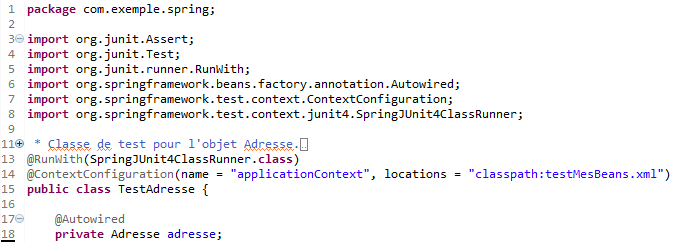 1 package com.exemple.spring;
2
3 import org.junit.Assert;
4 import org.junit.Test;
5 import org.junit.runner.RunWith;
6 import org.springframework.beans.factory.annotation.Autowired;
7 import org.springframework.test.context.ContextConfiguration;
8 import org.springframework.test.context.junit4.SpringJUnit4ClassRunner;
9
11 * Classe de test pour l'objet Adresse.
13 @RunWith(SpringJUnit4ClassRunner.class)
14 @ContextConfiguration(name = "applicationContext", locations = "classpath:testMesBeans.xml")
15 public class TestAdresse {
16
17 @Autowired
18 private Adresse adresse;